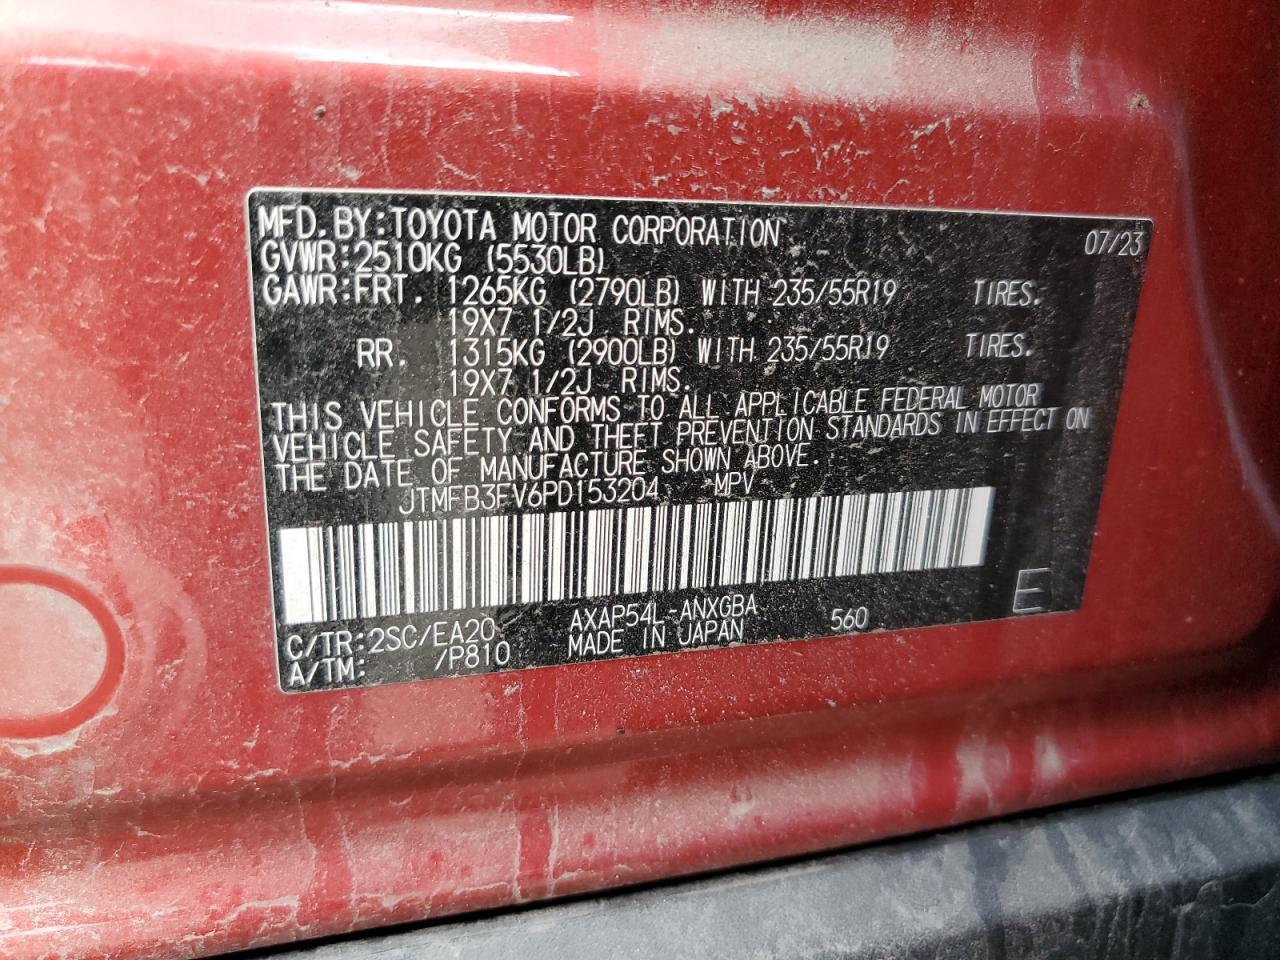 MFD. BY: TOYOTA MOTOR CORPORATION 07/23
GVWR: 2510KG (5530LB)
GAWR: FRT. 1265KG (2790LB) WITH 235/55R19 TIRES.
19X7 1/2J RIMS.
RR. 1315KG (2900LB) WITH 235/55R19 TIRES.
19X7 1/2J RIMS.
THIS VEHICLE CONFORMS TO ALL APPLICABLE FEDERAL MOTOR
VEHICLE SAFETY AND THEFT PREVENTION STANDARDS IN EFFECT ON
THE DATE OF MANUFACTURE SHOWN ABOVE.
JTMFB3FV6PD153204 MPV
C/TR: 2SC/EA20 AXAP54L-ANXGBA 560 E
A/TM: /P810 MADE IN JAPAN